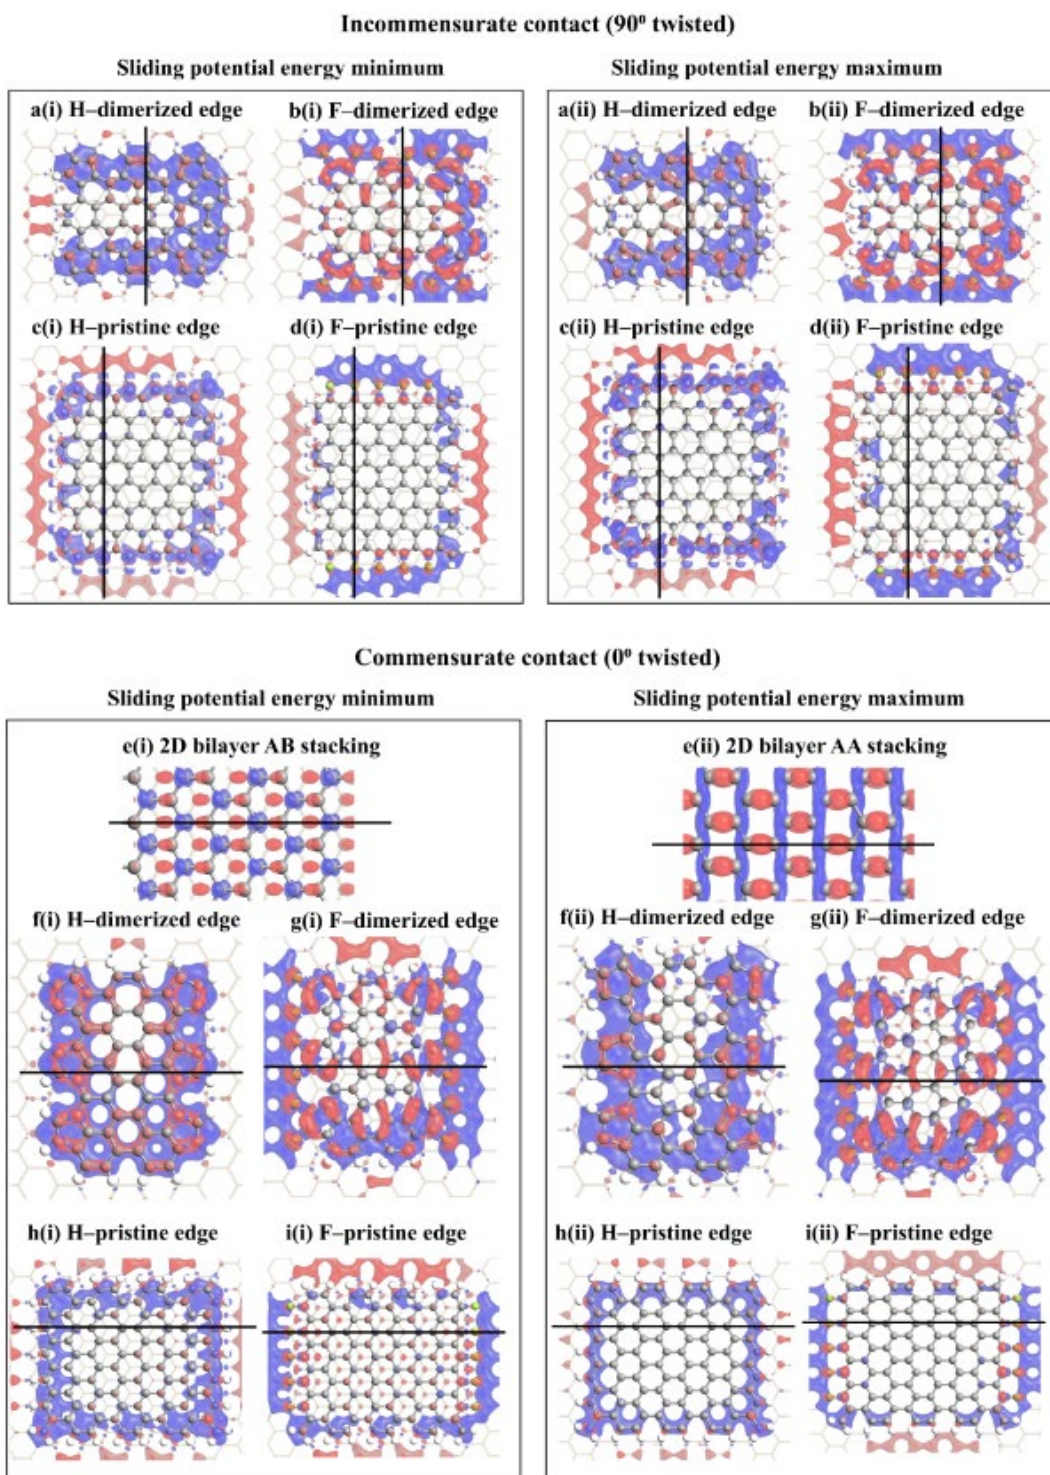 Incommensurate contact (90⁰ twisted)
Sliding potential energy minimum
Sliding potential energy maximum
a(i) H–dimerized edge
b(i) F–dimerized edge
a(ii) H–dimerized edge
b(ii) F–dimerized edge
c(i) H–pristine edge
d(i) F–pristine edge
c(ii) H–pristine edge
d(ii) F–pristine edge
Commensurate contact (0⁰ twisted)
Sliding potential energy minimum
Sliding potential energy maximum
e(i) 2D bilayer AB stacking
e(ii) 2D bilayer AA stacking
f(i) H–dimerized edge
g(i) F–dimerized edge
f(ii) H–dimerized edge
g(ii) F–dimerized edge
h(i) H–pristine edge
i(i) F–pristine edge
h(ii) H–pristine edge
i(ii) F–pristine edge